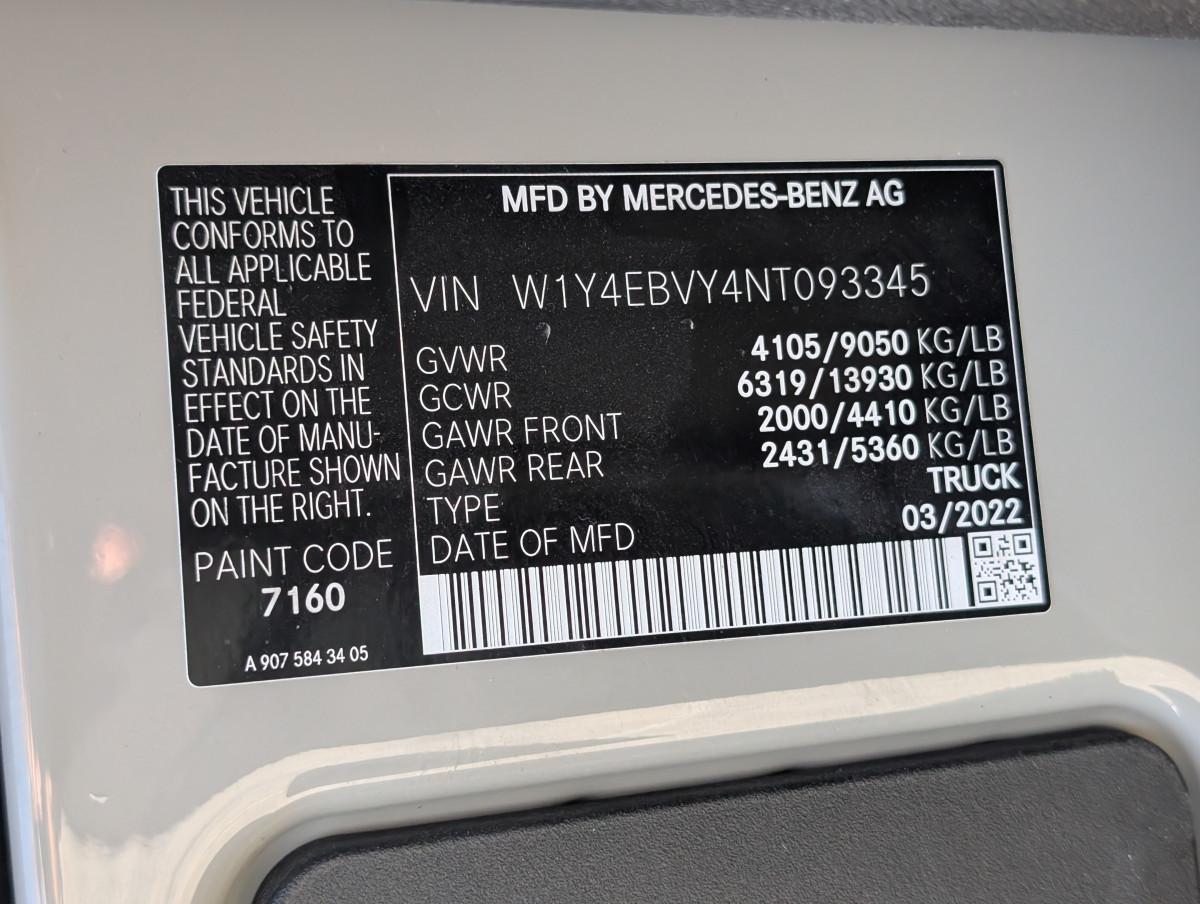 THIS VEHICLE
CONFORMS TO
ALL APPLICABLE
FEDERAL
VEHICLE SAFETY
STANDARDS IN
EFFECT ON THE
DATE OF MANU-
FACTURE SHOWN
ON THE RIGHT.
PAINT CODE
7160
A 907 584 34 05
MFD BY MERCEDES-BENZ AG
VIN W1Y4EBVY4NT093345
GVWR 4105/9050 KG/LB
GCWR 6319/13930 KG/LB
GAWR FRONT 2000/4410 KG/LB
GAWR REAR 2431/5360 KG/LB
TYPE TRUCK
DATE OF MFD 03/2022